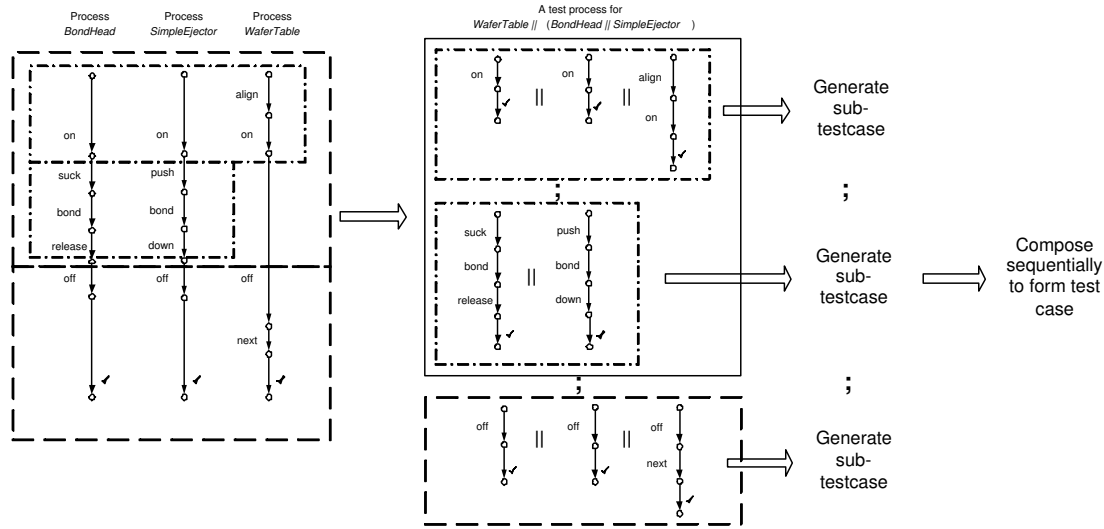 Process
BondHead
Process
SimpleEjector
Process
WaferTable
A test process for
WaferTable || ( BondHead || SimpleEjector )
align
on
on
on
suck
push
bond
bond
release
down
off
off
off
next
on
||
on
||
align
on
;
suck
push
bond
||
bond
release
down
;
off
||
off
||
off
next
Generate
sub-
testcase
;
Generate
sub-
testcase
;
Generate
sub-
testcase
Compose
sequentially
to form test
case